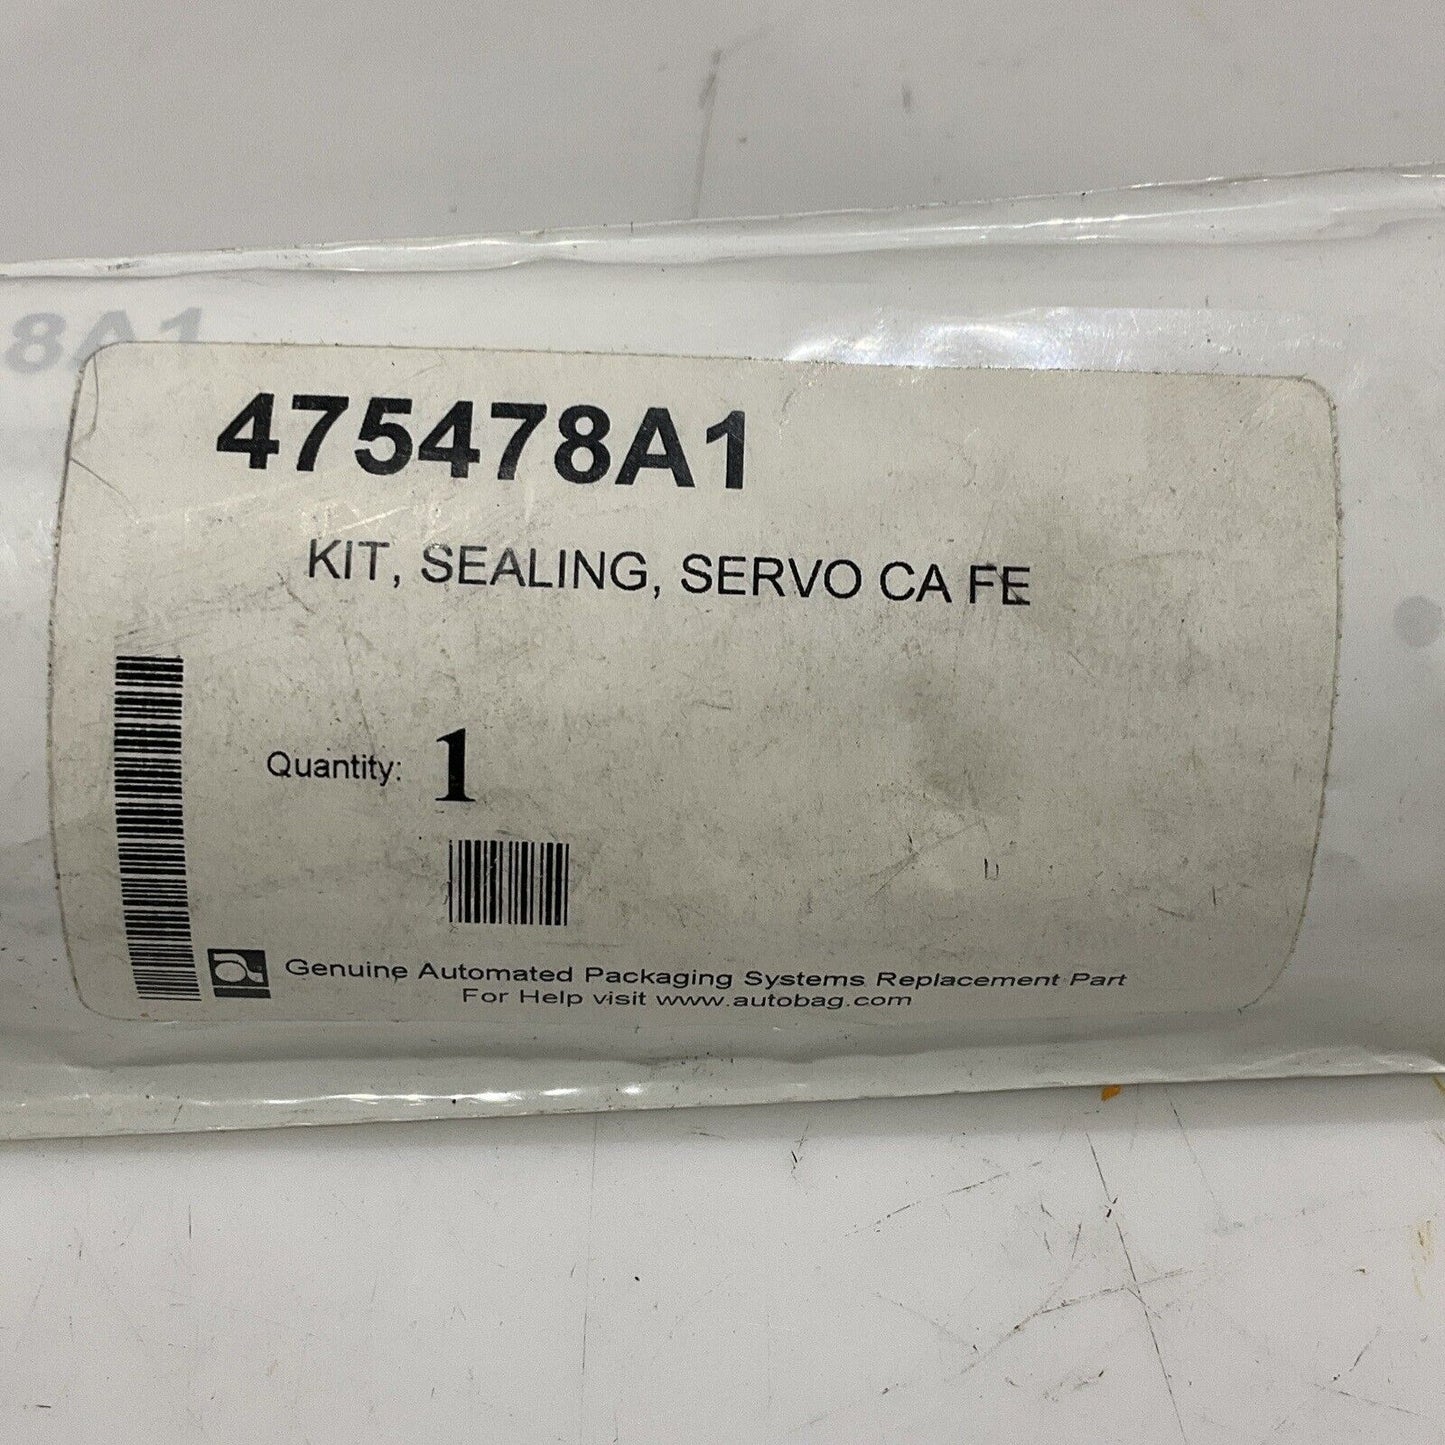 8A1
475478A1
KIT, SEALING, SERVO CA FE
Quantity: 1
Genuine Automated Packaging Systems Replacement Part
For Help visit www.autobag.com